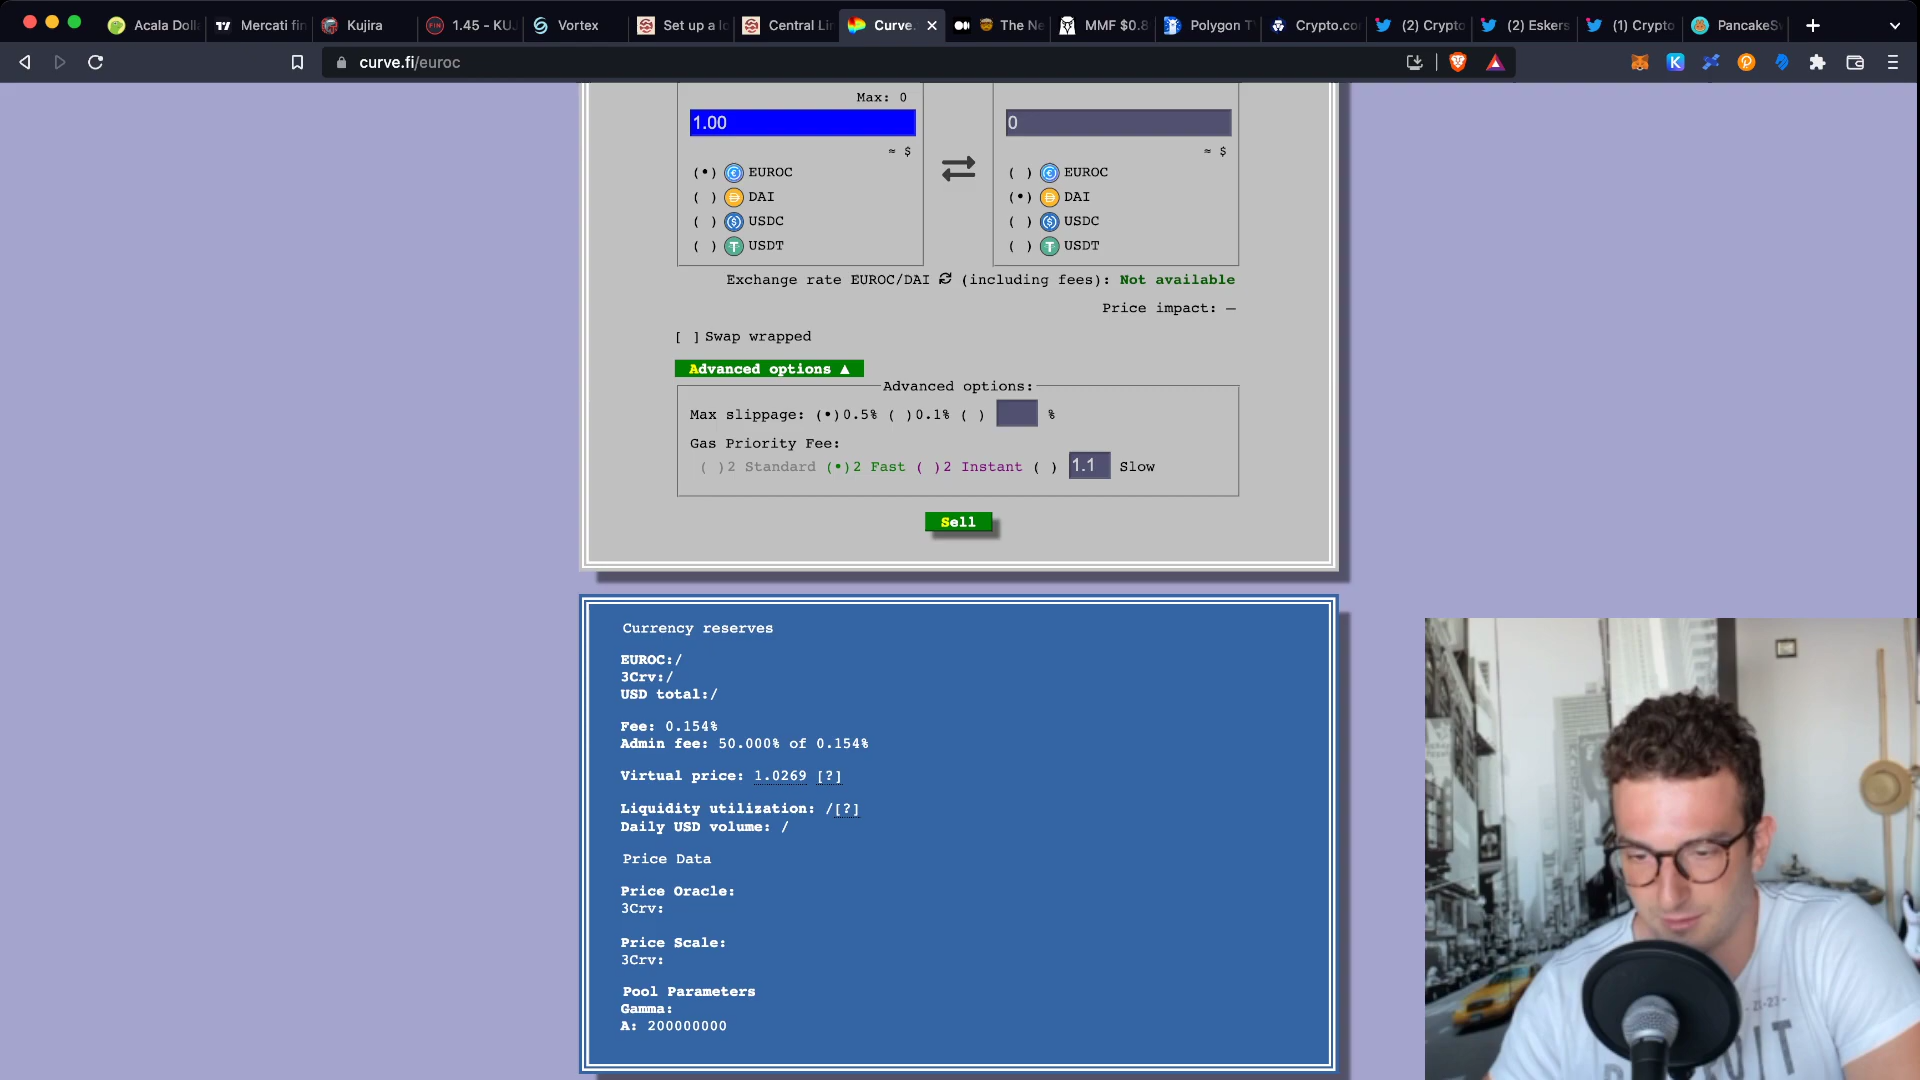 Acala Doll
Mercati fin
Kujira
1.45 - KUJ
Vortex
Set up a lo
Central Lin
Curve.
The Ne
MMF $0.8
Polygon T
Crypto.co
(2) Crypto
(2) Eskers
(1) Crypto
PancakeSw
curve.fi/euroc
Max: 0
1.00
0
≈ $
≈ $
(•) EUROC
( ) EUROC
( ) DAI
(•) DAI
( ) USDC
( ) USDC
( ) USDT
( ) USDT
Exchange rate EUROC/DAI (including fees): Not available
Price impact: —
[ ] Swap wrapped
Advanced options ▲
Advanced options:
Max slippage: (•)0.5% ( )0.1% ( ) %
Gas Priority Fee:
( )2 Standard (•)2 Fast ( )2 Instant ( ) 1.1 Slow
Sell
Currency reserves
EUROC:/
3Crv:/
USD total:/
Fee: 0.154%
Admin fee: 50.000% of 0.154%
Virtual price: 1.0269 [?]
Liquidity utilization: /[?]
Daily USD volume: /
Price Data
Price Oracle:
3Crv:
Price Scale:
3Crv:
Pool Parameters
Gamma:
A: 200000000